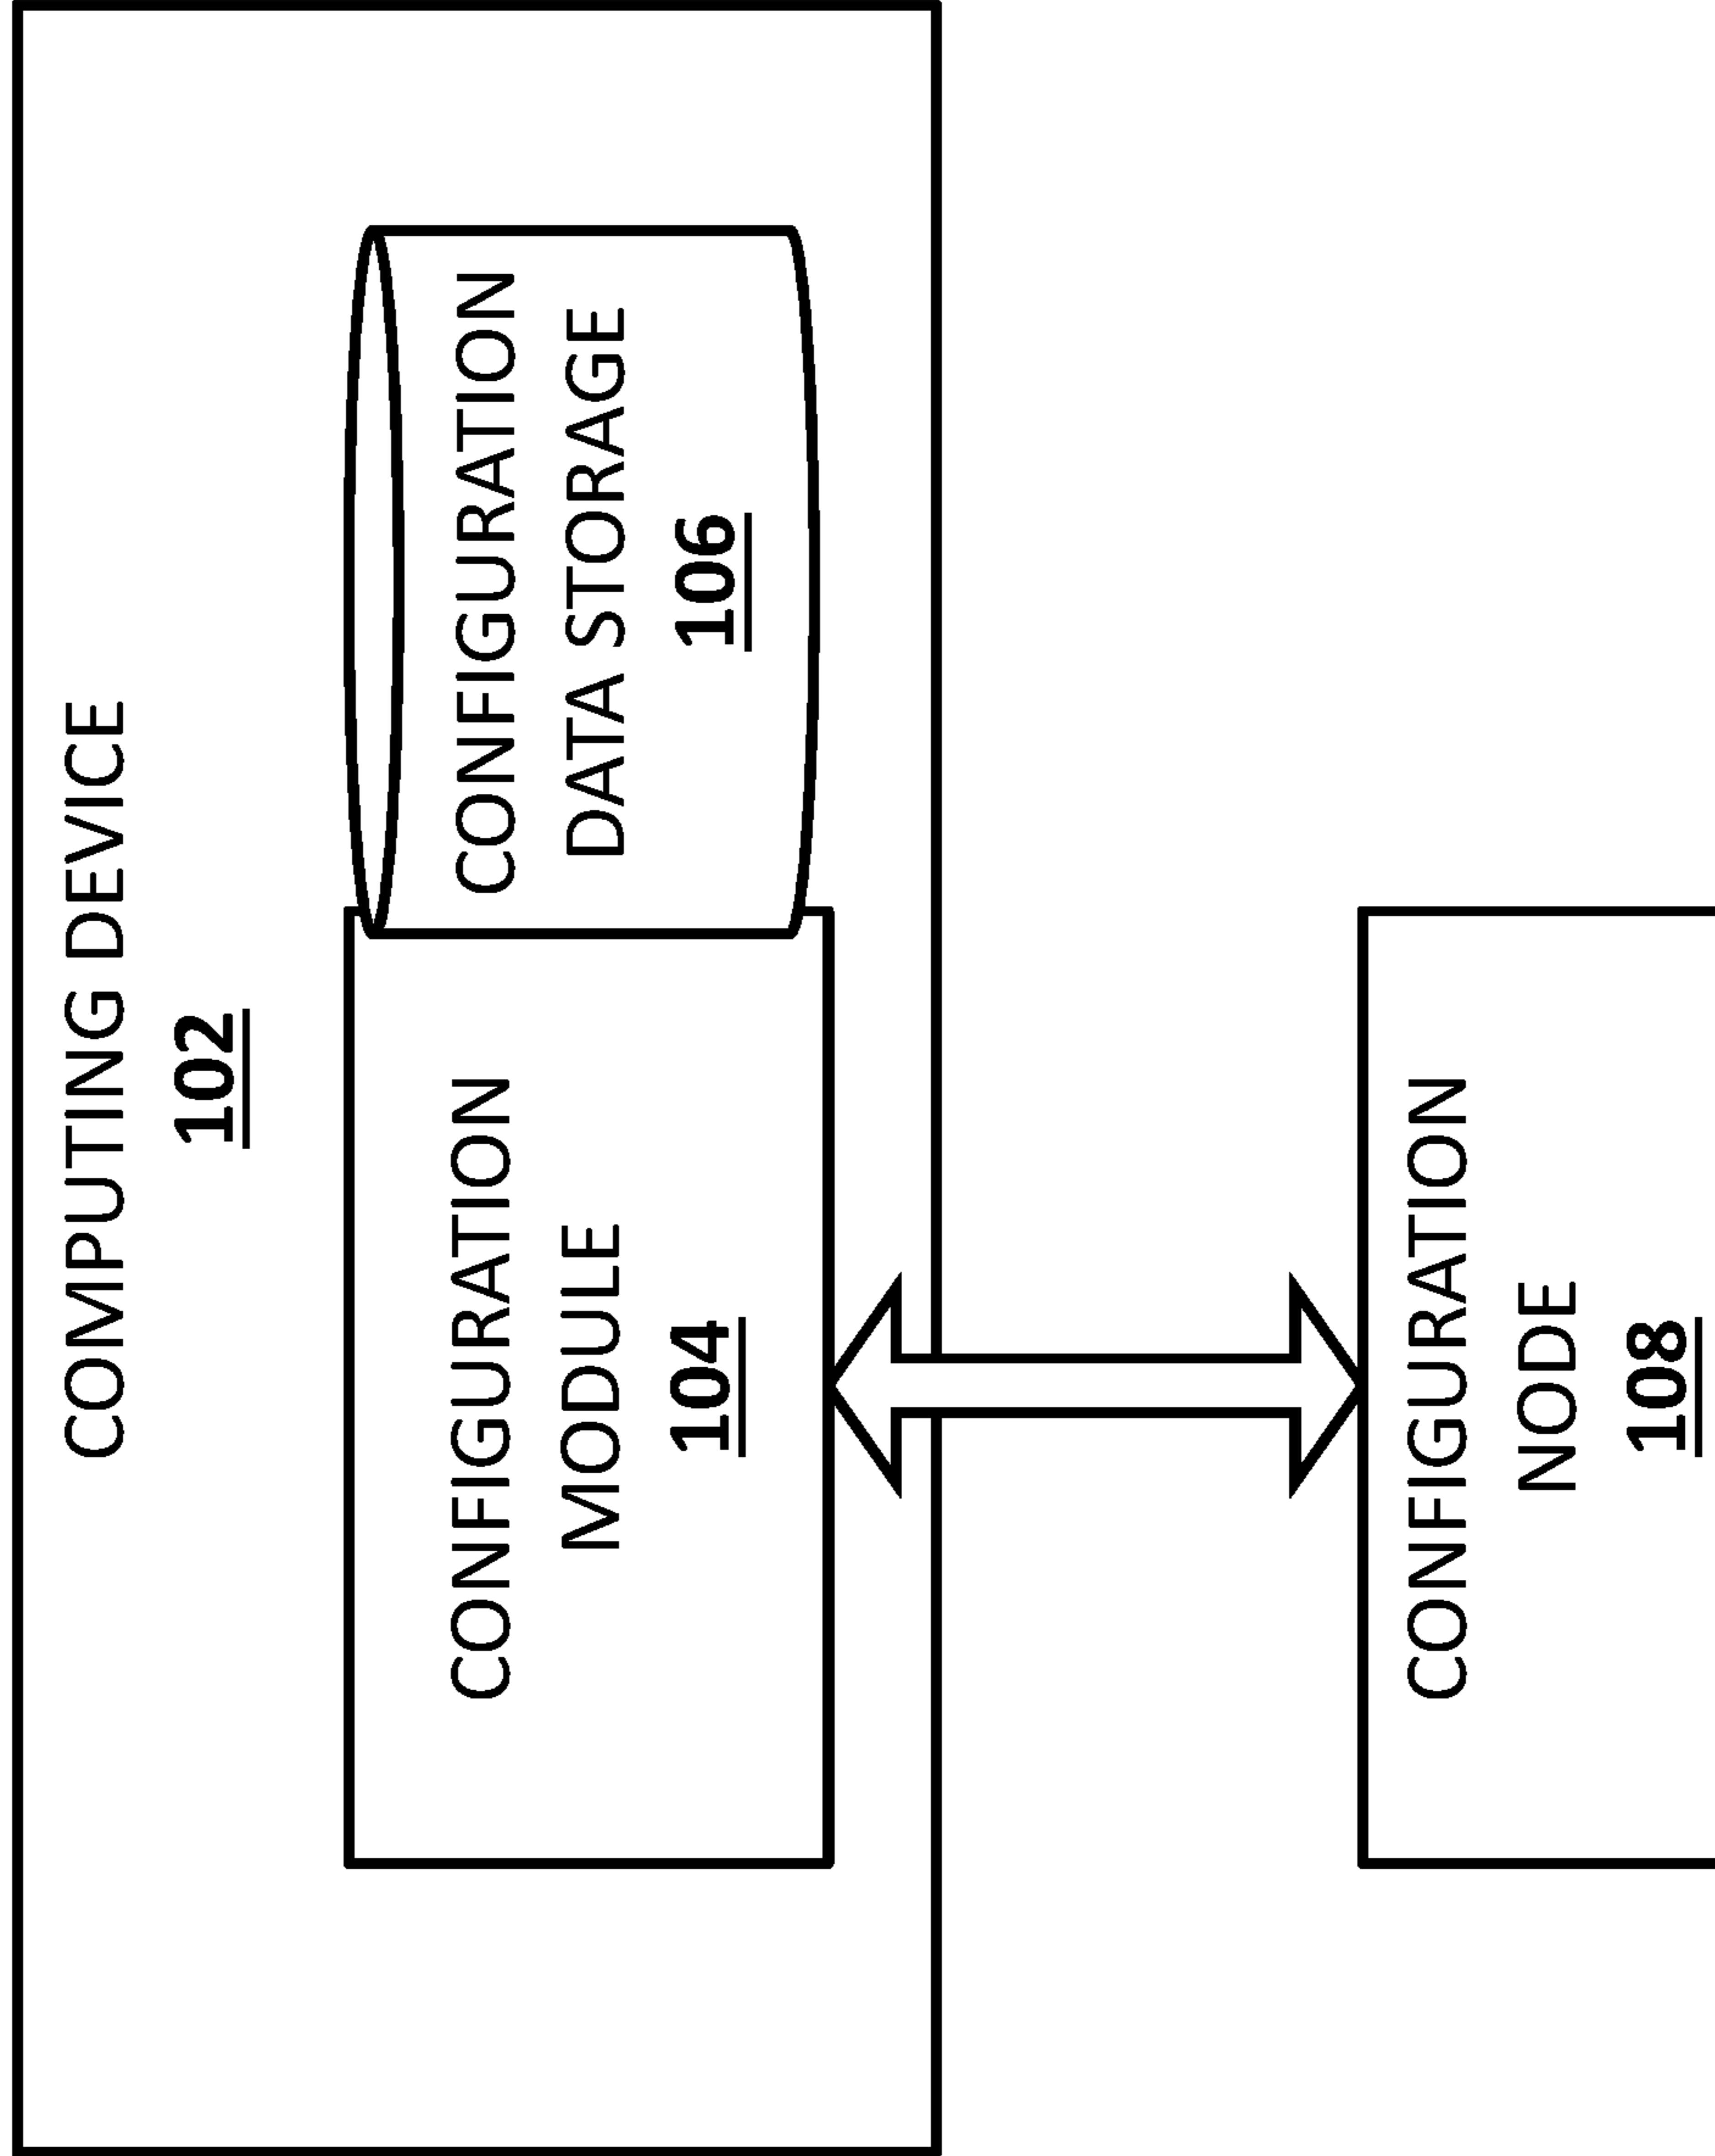 COMPUTING DEVICE
102
CONFIGURATION
MODULE
104
CONFIGURATION
DATA STORAGE
106
CONFIGURATION
NODE
108